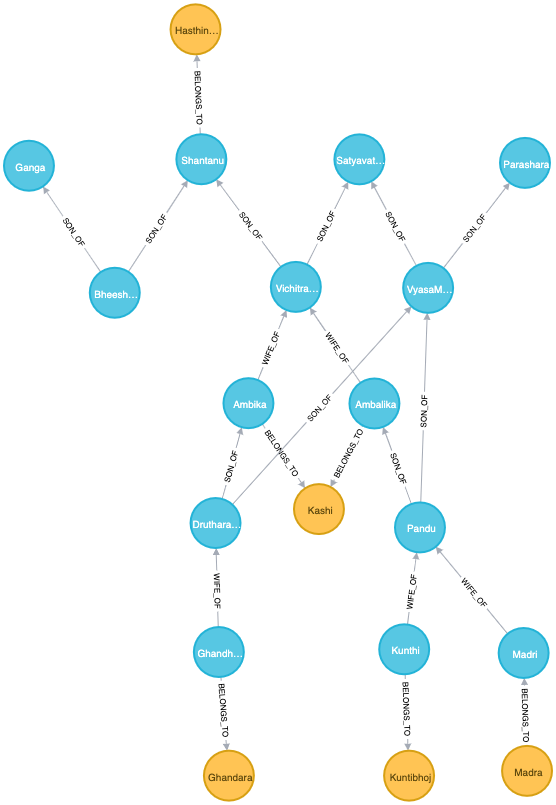 Hasthin...
BELONGS_TO
Ganga
Shantanu
Satyavat...
Parashara
SON_OF
SON_OF
SON_OF
SON_OF
SON_OF
SON_OF
Bheesh...
Vichitra...
VyasaM...
WIFE_OF
WIFE_OF
SON_OF
SON_OF
Ambika
Ambalika
SON_OF
BELONGS_TO
BELONGS_TO
SON_OF
Druthara...
Kashi
Pandu
WIFE_OF
WIFE_OF
WIFE_OF
Ghandh...
Kunthi
Madri
BELONGS_TO
BELONGS_TO
BELONGS_TO
Ghandara
Kuntibhoj
Madra